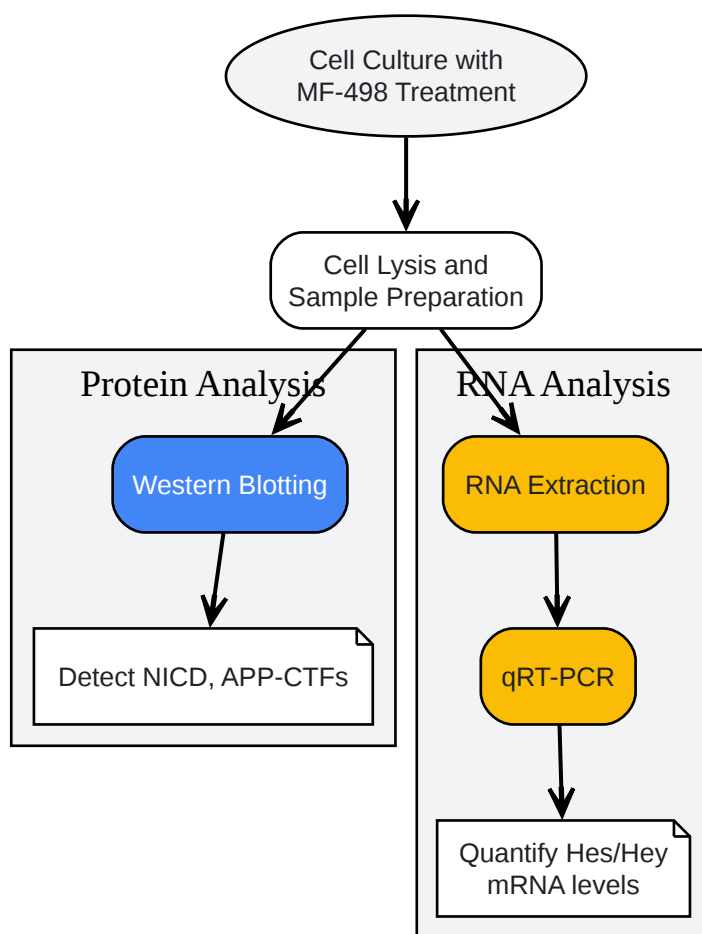 Cell Culture with
MF-498 Treatment
Cell Lysis and
Sample Preparation
Protein Analysis
RNA Analysis
Western Blotting
RNA Extraction
Detect NICD, APP-CTFs
qRT-PCR
Quantify Hes/Hey
mRNA levels